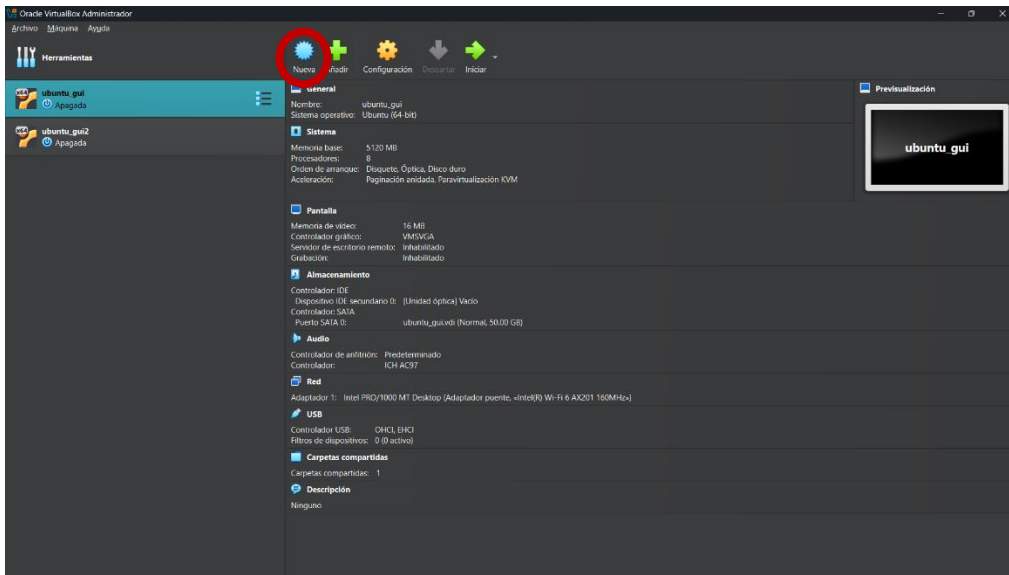 Oracle VirtualBox Administrador
Archivo Máquina Ayuda
Herramientas
Nueva Añadir Configuración Descartar Iniciar
ubuntu_gui
Apagada
ubuntu_gui2
Apagada
General
Nombre: ubuntu_gui
Sistema operativo: Ubuntu (64-bit)
Sistema
Memoria base: 5120 MB
Procesadores: 8
Orden de arranque: Disquete, Óptica, Disco duro
Aceleración: Paginación anidada, Paravirtualización KVM
Pantalla
Memoria de vídeo: 16 MB
Controlador gráfico: VMSVGA
Servidor de escritorio remoto: Inhabilitado
Grabación: Inhabilitado
Almacenamiento
Controlador: IDE
Dispositivo IDE secundario 0: [Unidad óptica] Vacío
Controlador: SATA
Puerto SATA 0: ubuntu_gui.vdi (Normal, 50.00 GB)
Audio
Controlador de anfitrión: Predeterminado
Controlador: ICH AC97
Red
Adaptador 1: Intel PRO/1000 MT Desktop (Adaptador puente, «Intel(R) Wi-Fi 6 AX201 160MHz»)
USB
Controlador USB: OHCI, EHCI
Filtros de dispositivos: 0 (0 activo)
Carpetas compartidas
Carpetas compartidas: 1
Descripción
Ninguno
Previsualización
ubuntu_gui